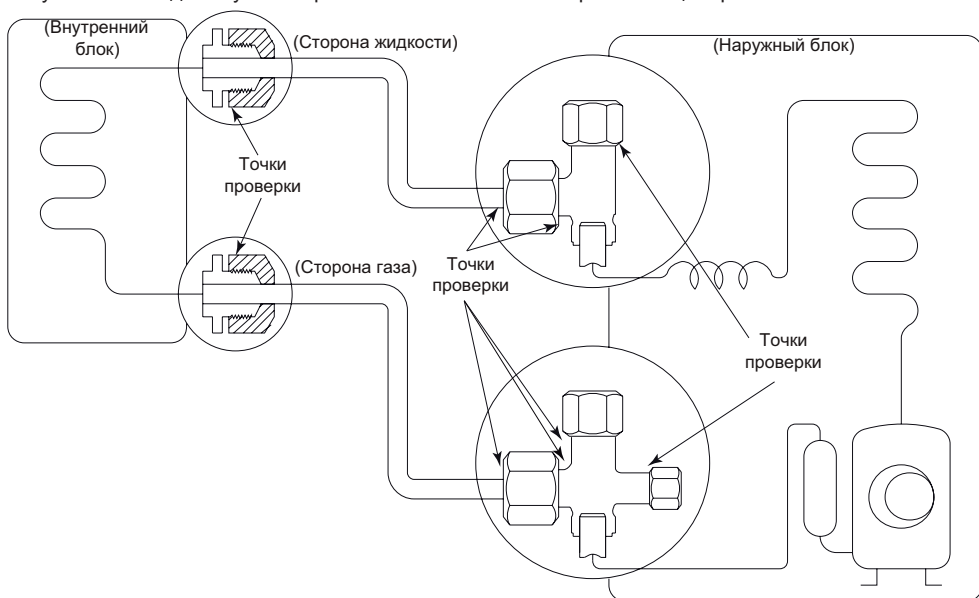 (Внутренний
блок)
(Сторона жидкости)
(Наружный блок)
Точки
проверки
(Сторона газа)
Точки
проверки
Точки
проверки